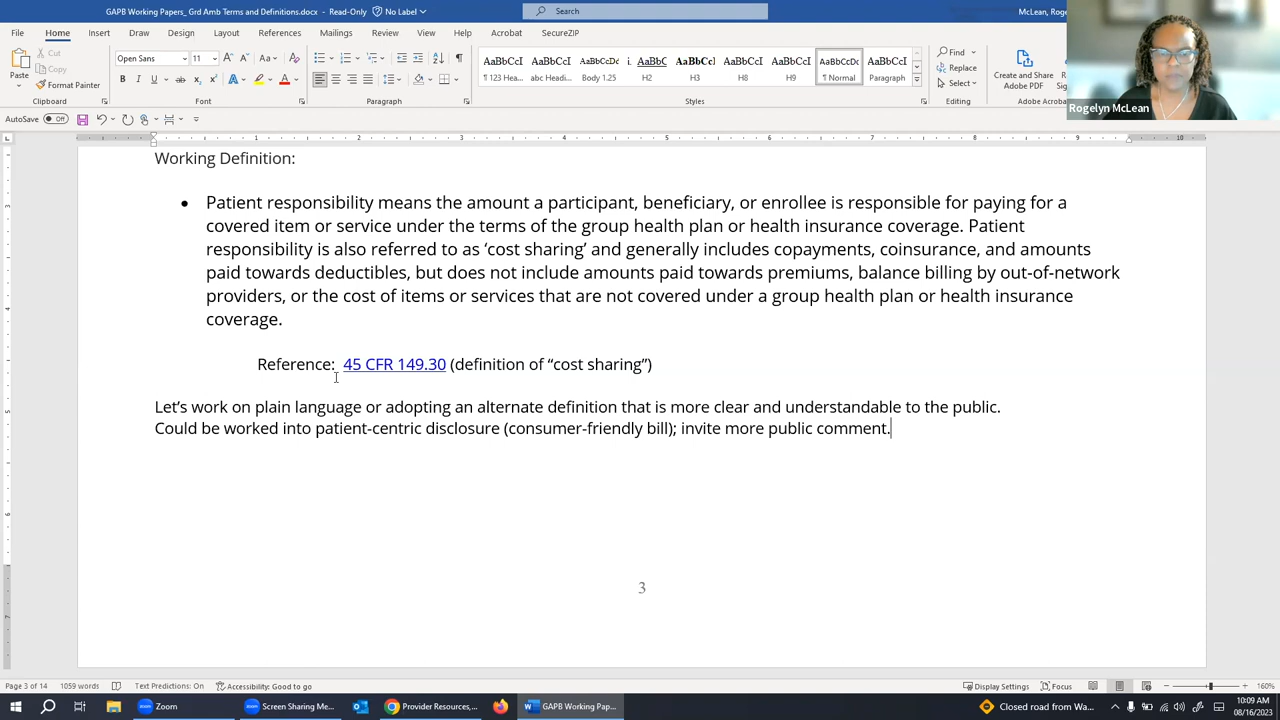 GAPB Working Papers_ Grd Amb Terms and Definitions.docx - Read-Only
No Label
Search
McLean, Rog
File Home Insert Draw Design Layout References Mailings Review View Help Acrobat SecureZIP
Paste
Cut
Copy
Format Painter
Clipboard
Open Sans 11
Font
Paragraph
AaBbCcI AaBbCcI AaBbCcDc i. AaBbC AaBbCcI AaBbCcI AaBbCcI AaBbCcDc AaBbCcI
¶ 123 Hea... abc Headi... Body 1.25 H2 H3 H5 H9 ¶ Normal Paragraph
Styles
Find
Replace
Select
Editing
Create and Share
Adobe PDF
Adobe Acroba
Rogelyn McLean
AutoSave Off
Working Definition:
• Patient responsibility means the amount a participant, beneficiary, or enrollee is responsible for paying for a
covered item or service under the terms of the group health plan or health insurance coverage. Patient
responsibility is also referred to as ‘cost sharing’ and generally includes copayments, coinsurance, and amounts
paid towards deductibles, but does not include amounts paid towards premiums, balance billing by out-of-network
providers, or the cost of items or services that are not covered under a group health plan or health insurance
coverage.
Reference: 45 CFR 149.30 (definition of “cost sharing”)
Let’s work on plain language or adopting an alternate definition that is more clear and understandable to the public.
Could be worked into patient-centric disclosure (consumer-friendly bill); invite more public comment.
3
Page 3 of 14 1059 words Text Predictions: On Accessibility: Good to go Display Settings Focus 160%
Zoom Screen Sharing Me... Provider Resources,... GAPB Working Pap... Closed road from Wa... 10:09 AM
08/16/2023